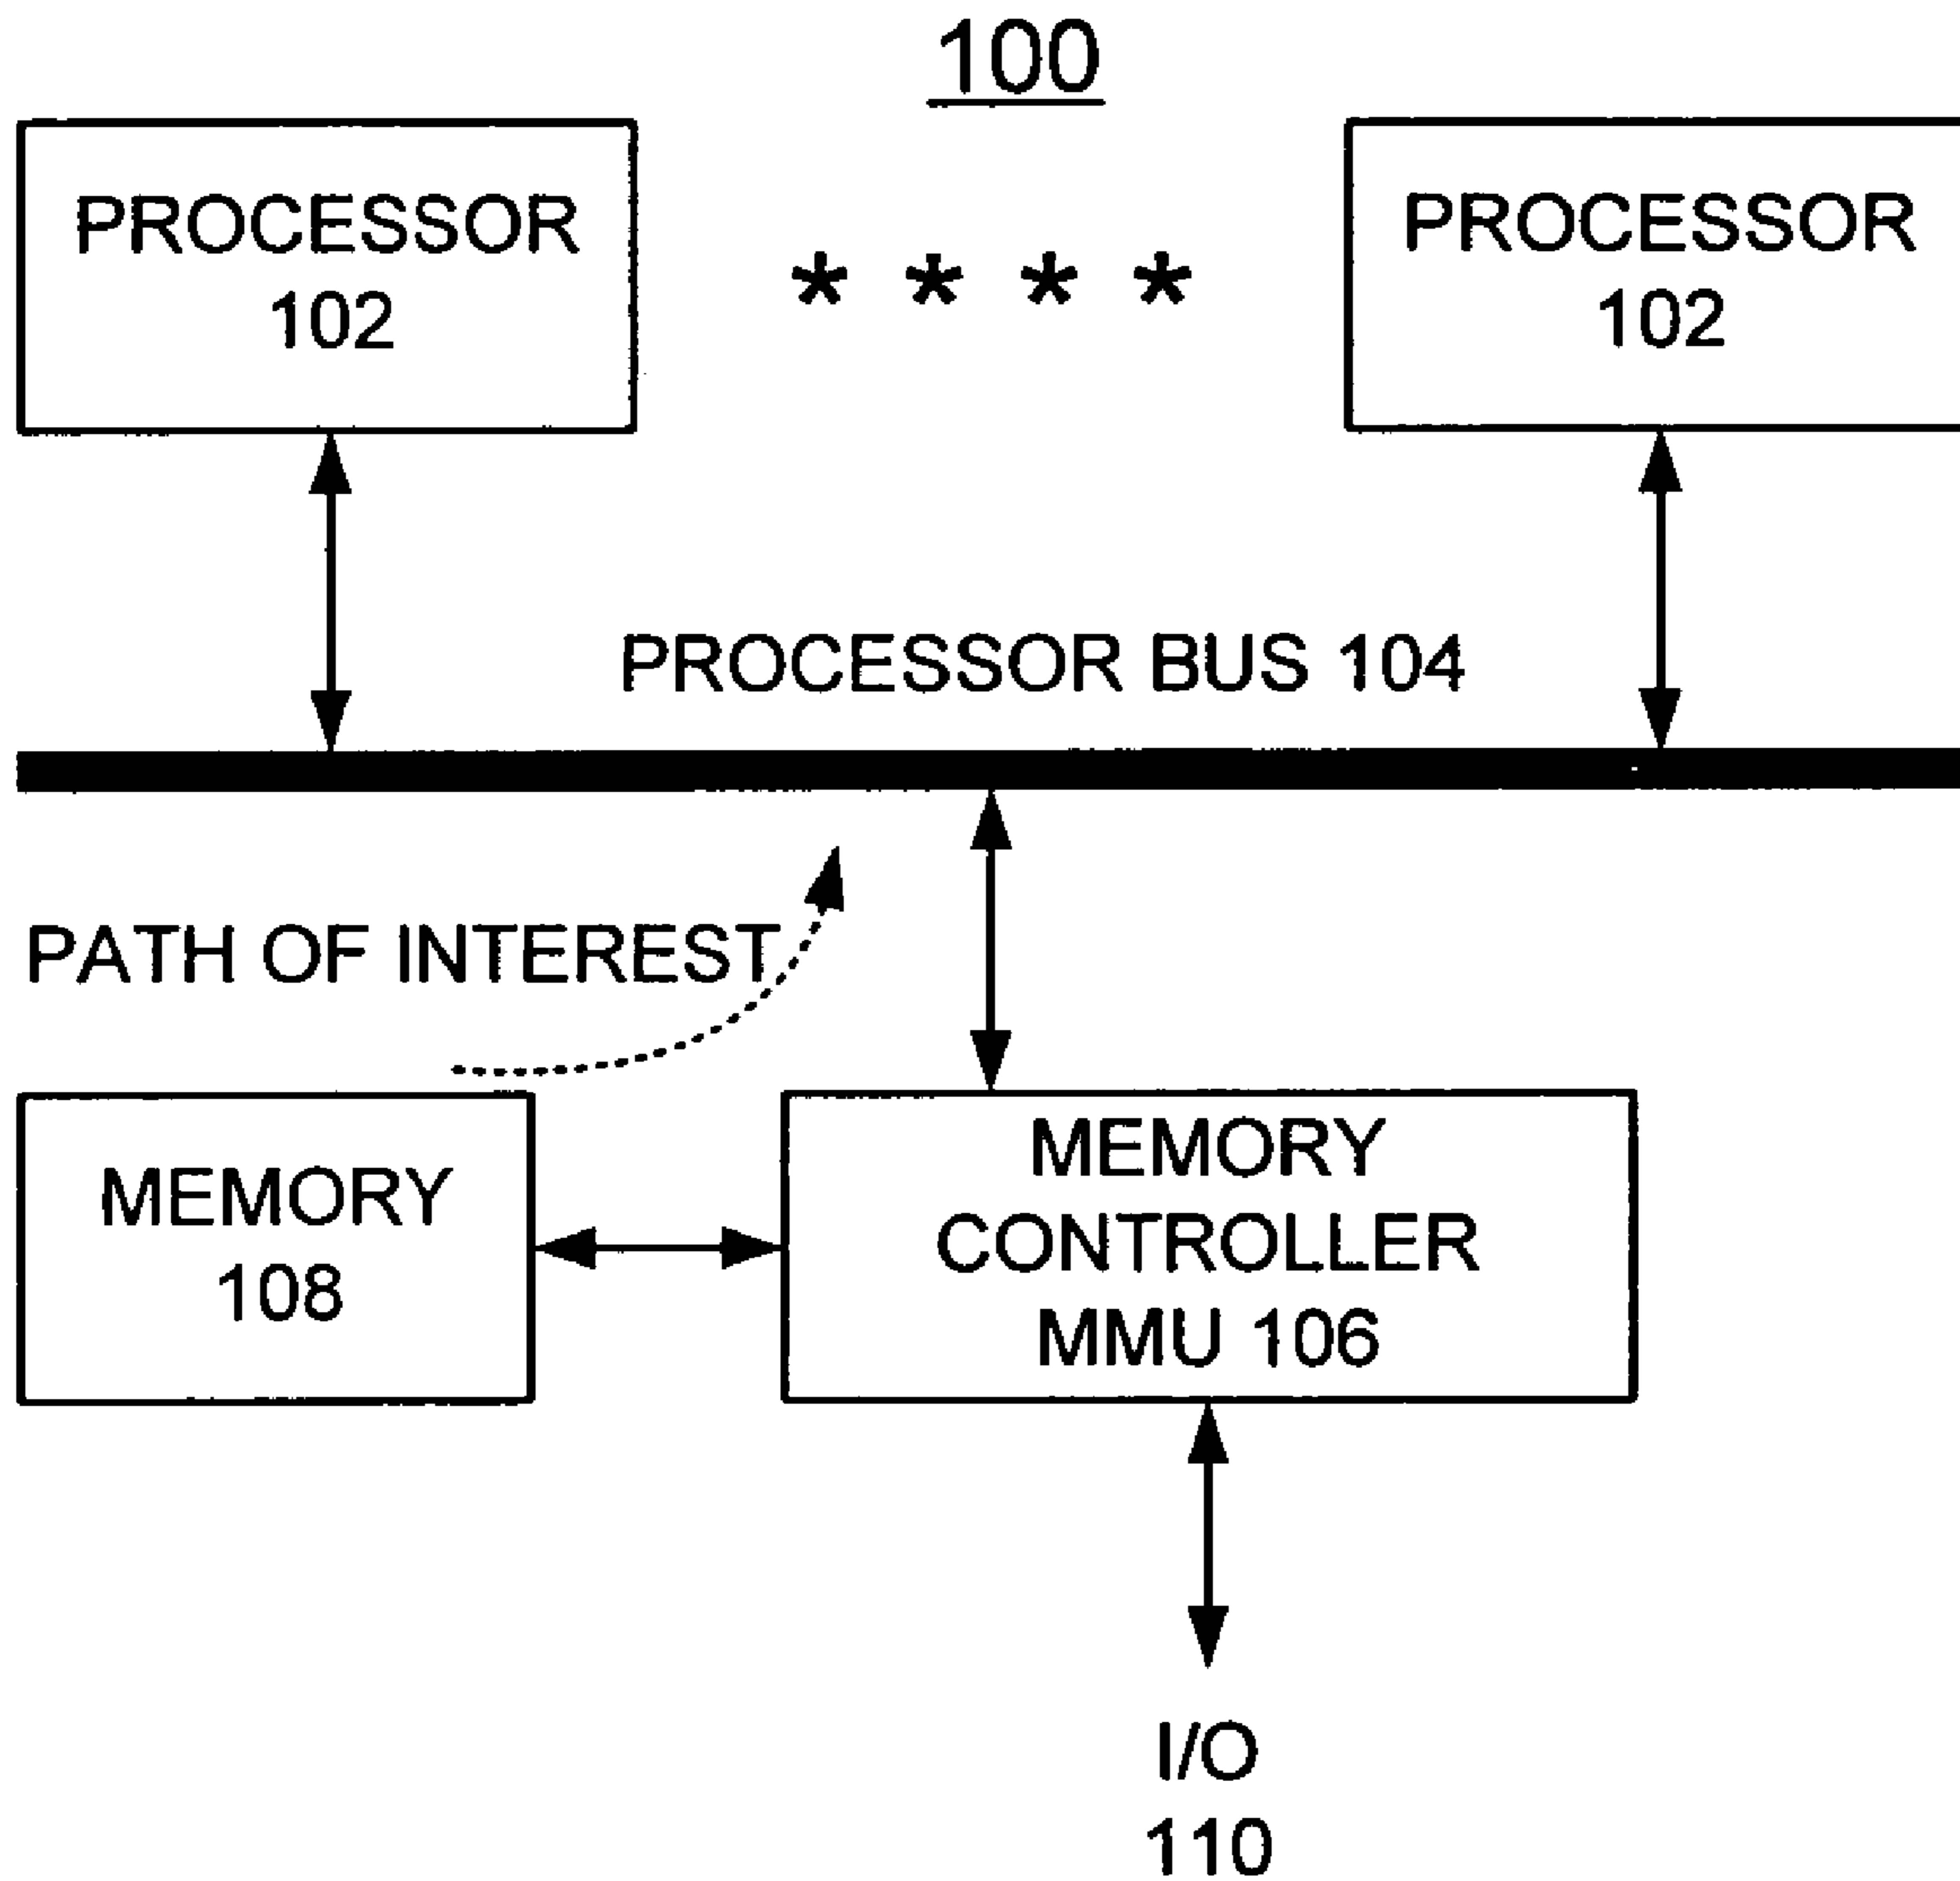 100
PROCESSOR
102
* * * *
PROCESSOR
102
PROCESSOR BUS 104
PATH OF INTEREST
MEMORY
108
MEMORY
CONTROLLER
MMU 106
I/O
110